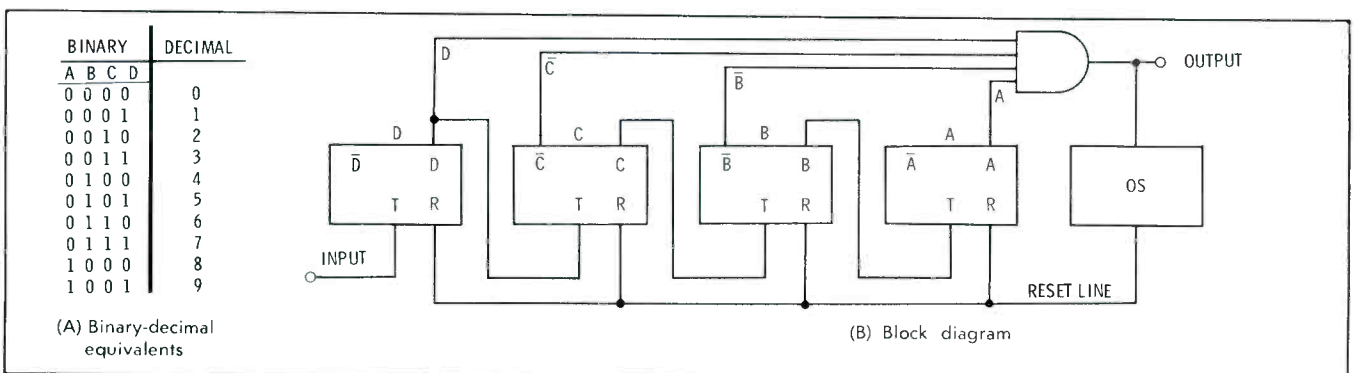 BINARY DECIMAL
A B C D
0 0 0 0 0
0 0 0 1 1
0 0 1 0 2
0 0 1 1 3
0 1 0 0 4
0 1 0 1 5
0 1 1 0 6
0 1 1 1 7
1 0 0 0 8
1 0 0 1 9
(A) Binary-decimal
equivalents
D C̅ B̅ A OUTPUT
D C B A
D̅ D C̅ C B̅ B A̅ A OS
T R T R T R T R
INPUT
RESET LINE
(B) Block diagram